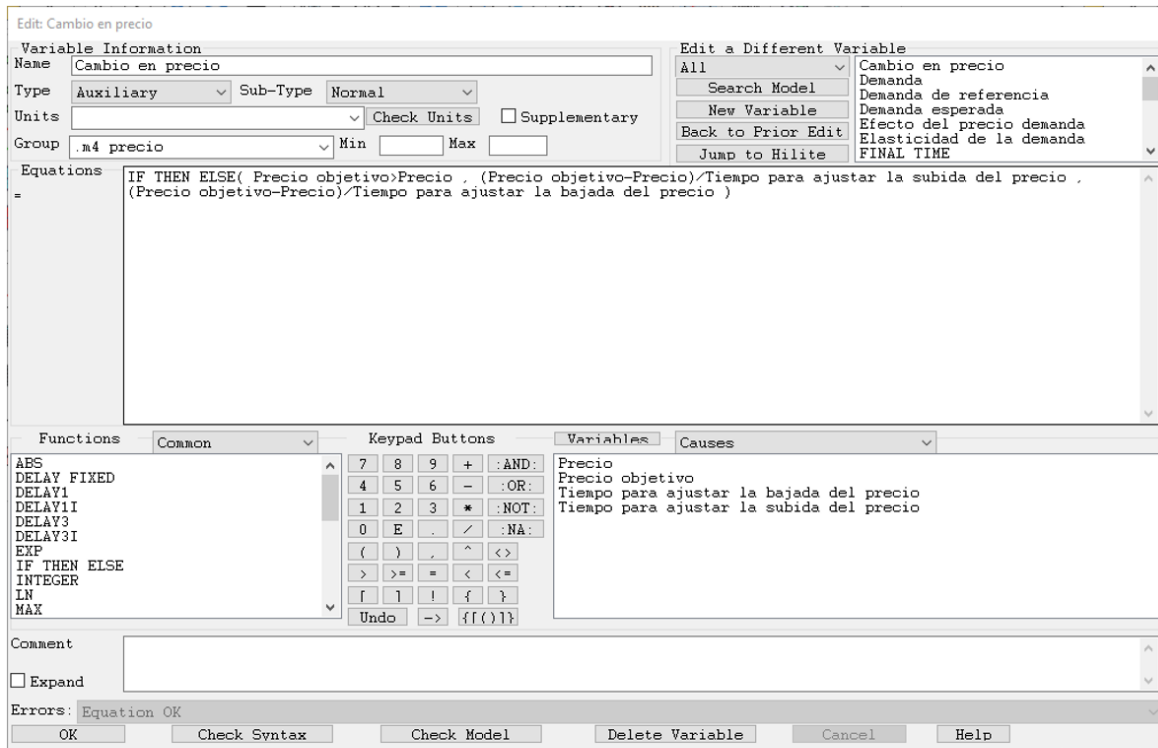 Edit: Cambio en precio
Variable Information
Name Cambio en precio
Type Auxiliary Sub-Type Normal
Units Check Units Supplementary
Group .m4 precio Min Max
Edit a Different Variable
All
Search Model
New Variable
Back to Prior Edit
Jump to Hilite
Cambio en precio
Demanda
Demanda de referencia
Demanda esperada
Efecto del precio demanda
Elasticidad de la demanda
FINAL TIME
Equations
=
IF THEN ELSE( Precio objetivo>Precio , (Precio objetivo-Precio)/Tiempo para ajustar la subida del precio ,
(Precio objetivo-Precio)/Tiempo para ajustar la bajada del precio )
Functions Common
ABS
DELAY FIXED
DELAY1
DELAY1I
DELAY3
DELAY3I
EXP
IF THEN ELSE
INTEGER
LN
MAX
Keypad Buttons
7 8 9 + :AND:
4 5 6 - :OR:
1 2 3 * :NOT:
0 E . / :NA:
( ) , ^ <>
> >= = < <=
[ ] ! { }
Undo -> {[()]}
Variables Causes
Precio
Precio objetivo
Tiempo para ajustar la bajada del precio
Tiempo para ajustar la subida del precio
Comment
Expand
Errors: Equation OK
OK Check Syntax Check Model Delete Variable Cancel Help